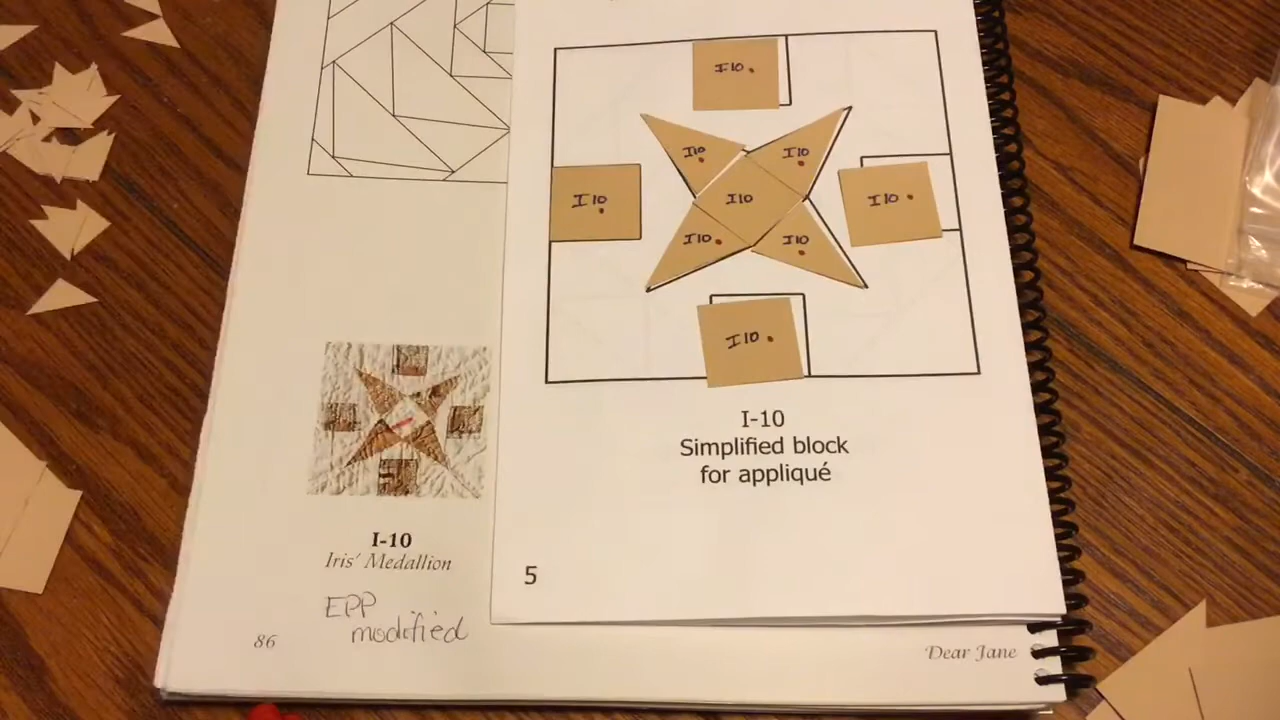 I10
I10
I10
I10
I10
I10
I10
I10
I10
I-10
Simplified block
for appliqué
5
I-10
Iris' Medallion
EPP
modified
86
Dear Jane